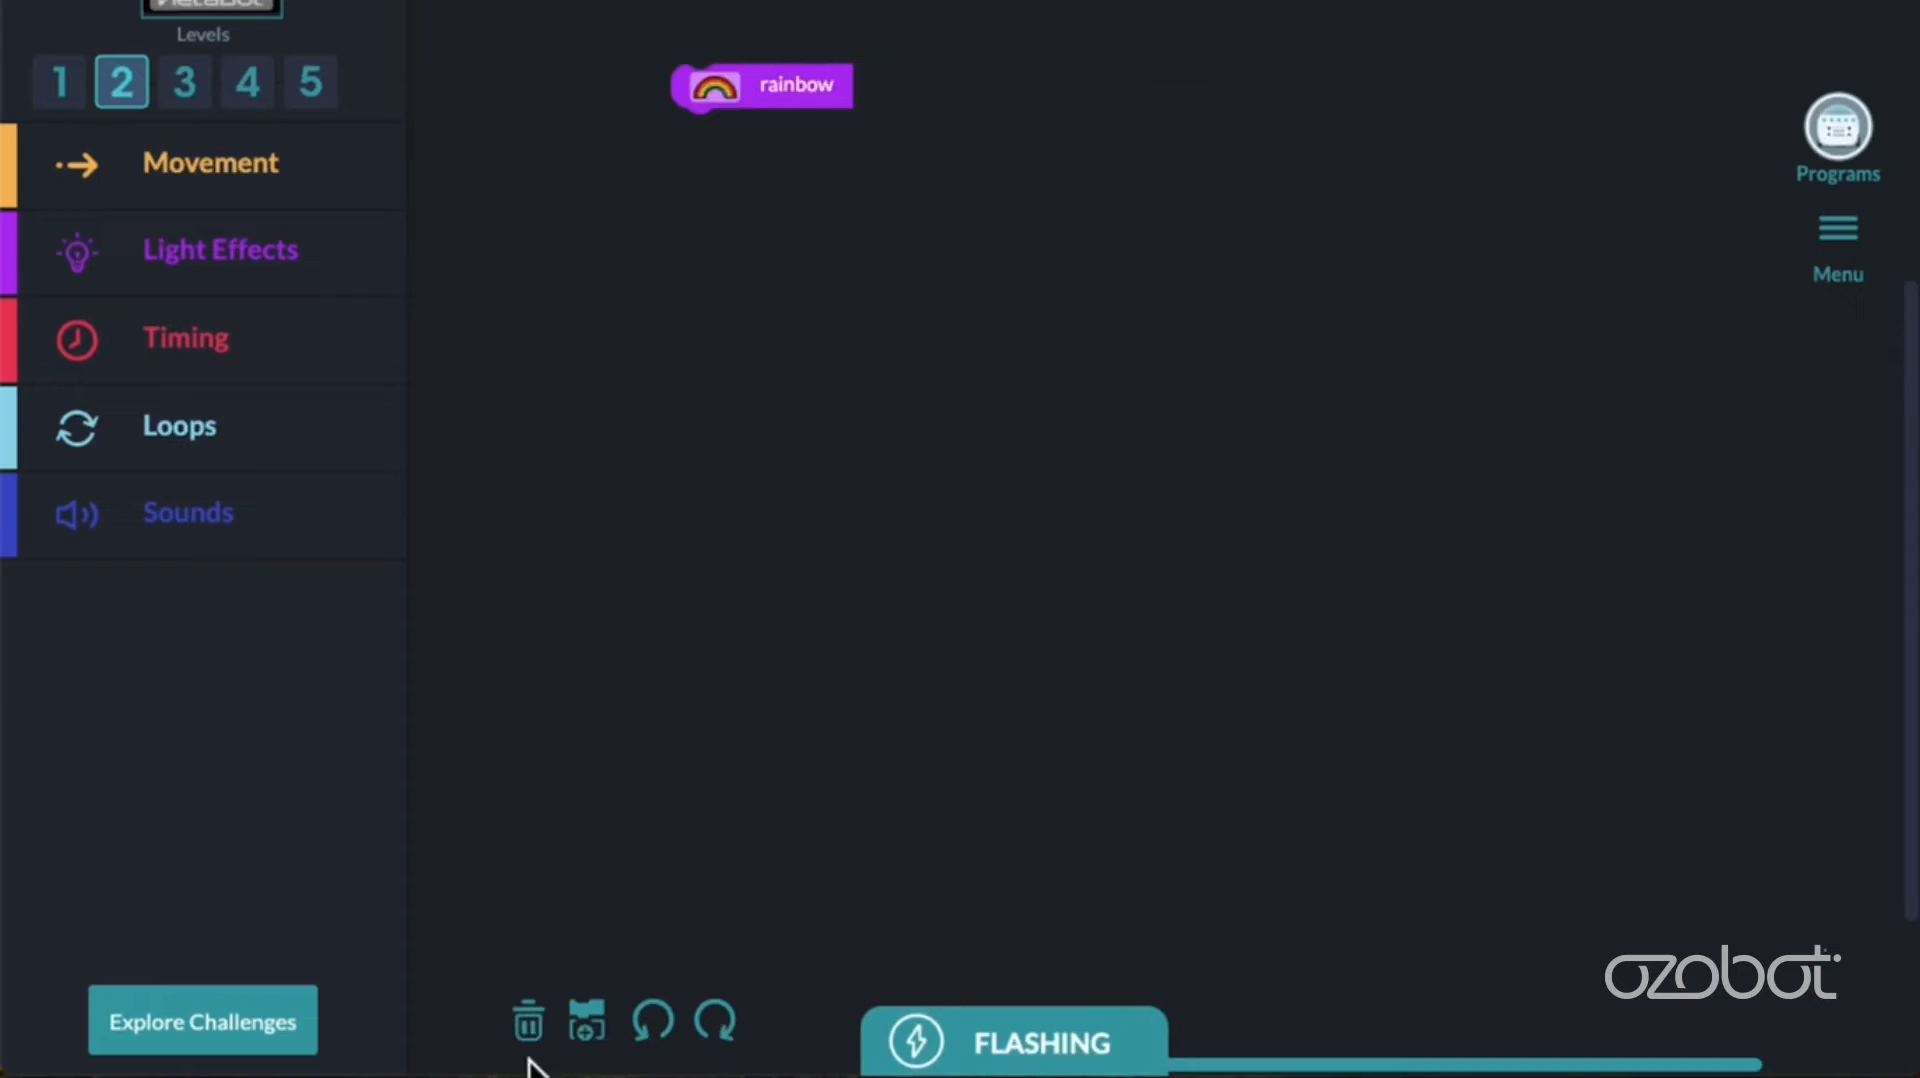 Levels
1 2 3 4 5
rainbow
Movement
Light Effects
Timing
Loops
Sounds
Programs
Menu
Explore Challenges
FLASHING
ozobot